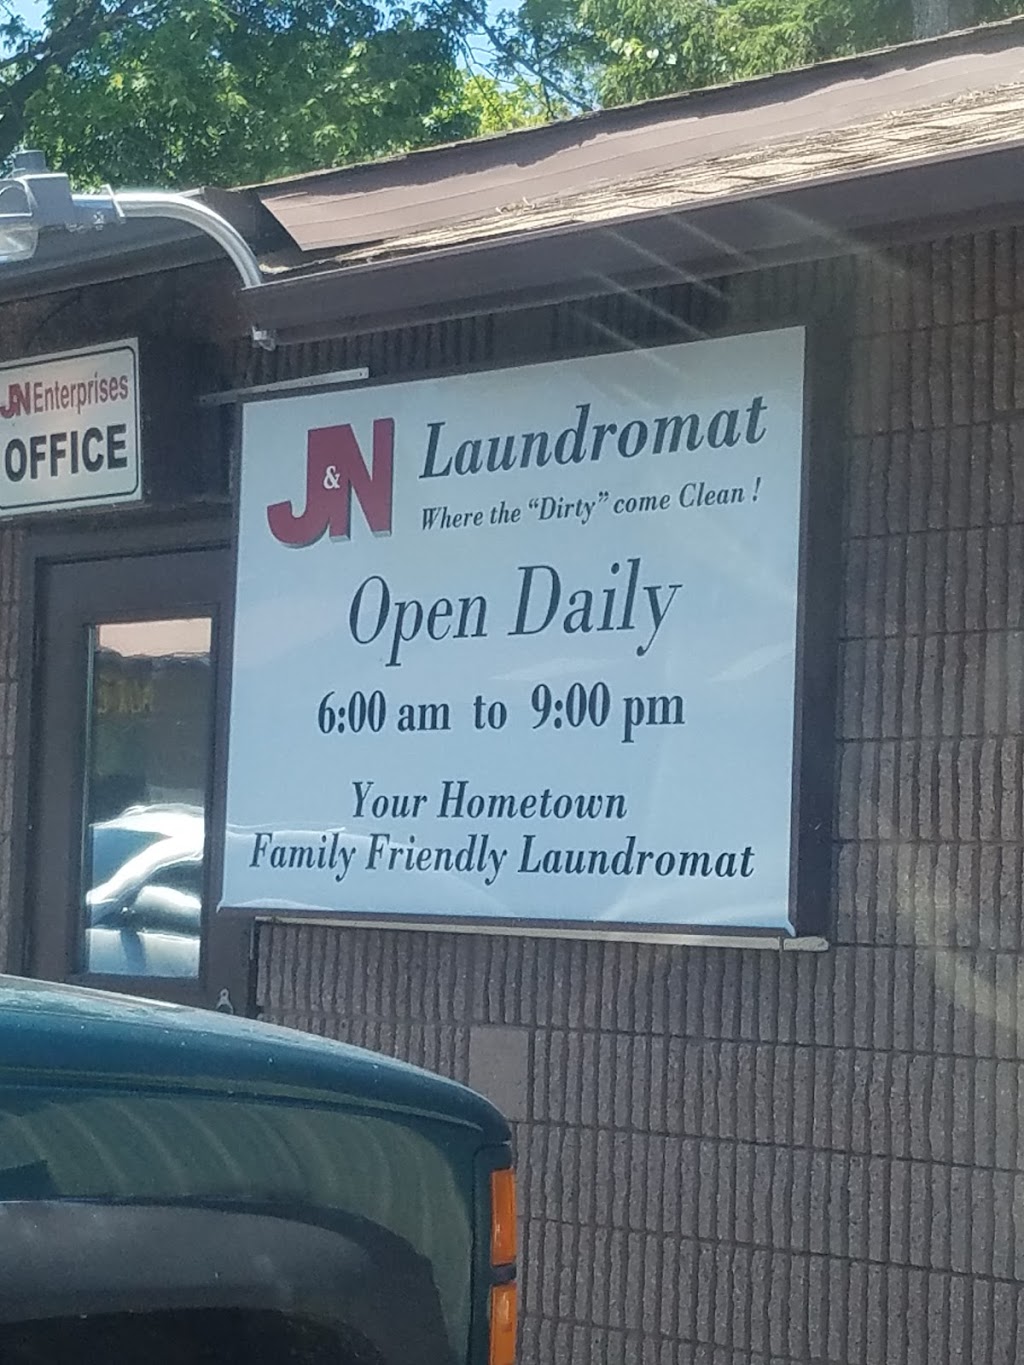 JN Enterprises
OFFICE
J&N Laundromat
Where the "Dirty" come Clean !
Open Daily
6:00 am to 9:00 pm
Your Hometown
Family Friendly Laundromat